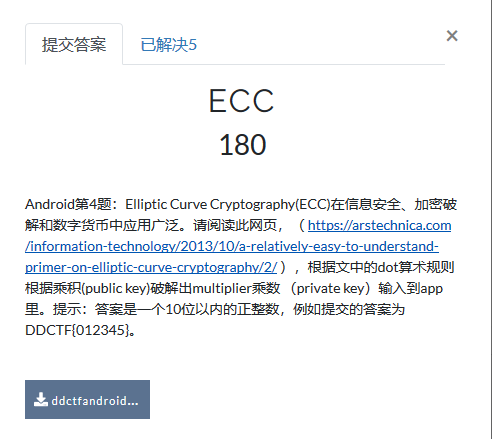 提交答案
已解决5
×
ECC
180
Android第4题：Elliptic Curve Cryptography(ECC)在信息安全、加密破
解和数字货币中应用广泛。请阅读此网页，（https://arstechnica.com
/information-technology/2013/10/a-relatively-easy-to-understand-
primer-on-elliptic-curve-cryptography/2/），根据文中的dot算术规则
根据乘积(public key)破解出multiplier乘数 （private key）输入到app
里。提示：答案是一个10位以内的正整数，例如提交的答案为
DDCTF{012345}。
ddctfandroid...